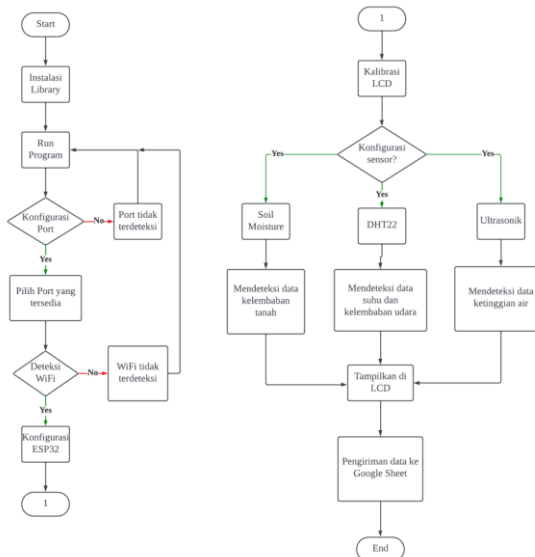 Start
Instalasi
Library
Run
Program
Konfigurasi
Port
No
Port tidak
terdeteksi
Yes
Pilih Port yang
tersedia
Deteksi
WiFi
No
WiFi tidak
terdeteksi
Yes
Konfigurasi
ESP32
1
1
Kalibrasi
LCD
Konfigurasi
sensor?
Yes
Yes
Yes
Soil
Moisture
DHT22
Ultrasonik
Mendeteksi data
kelembaban
tanah
Mendeteksi data
suhu dan
kelembaban udara
Mendeteksi data
ketinggian air
Tampilkan di
LCD
Pengiriman data ke
Google Sheet
End